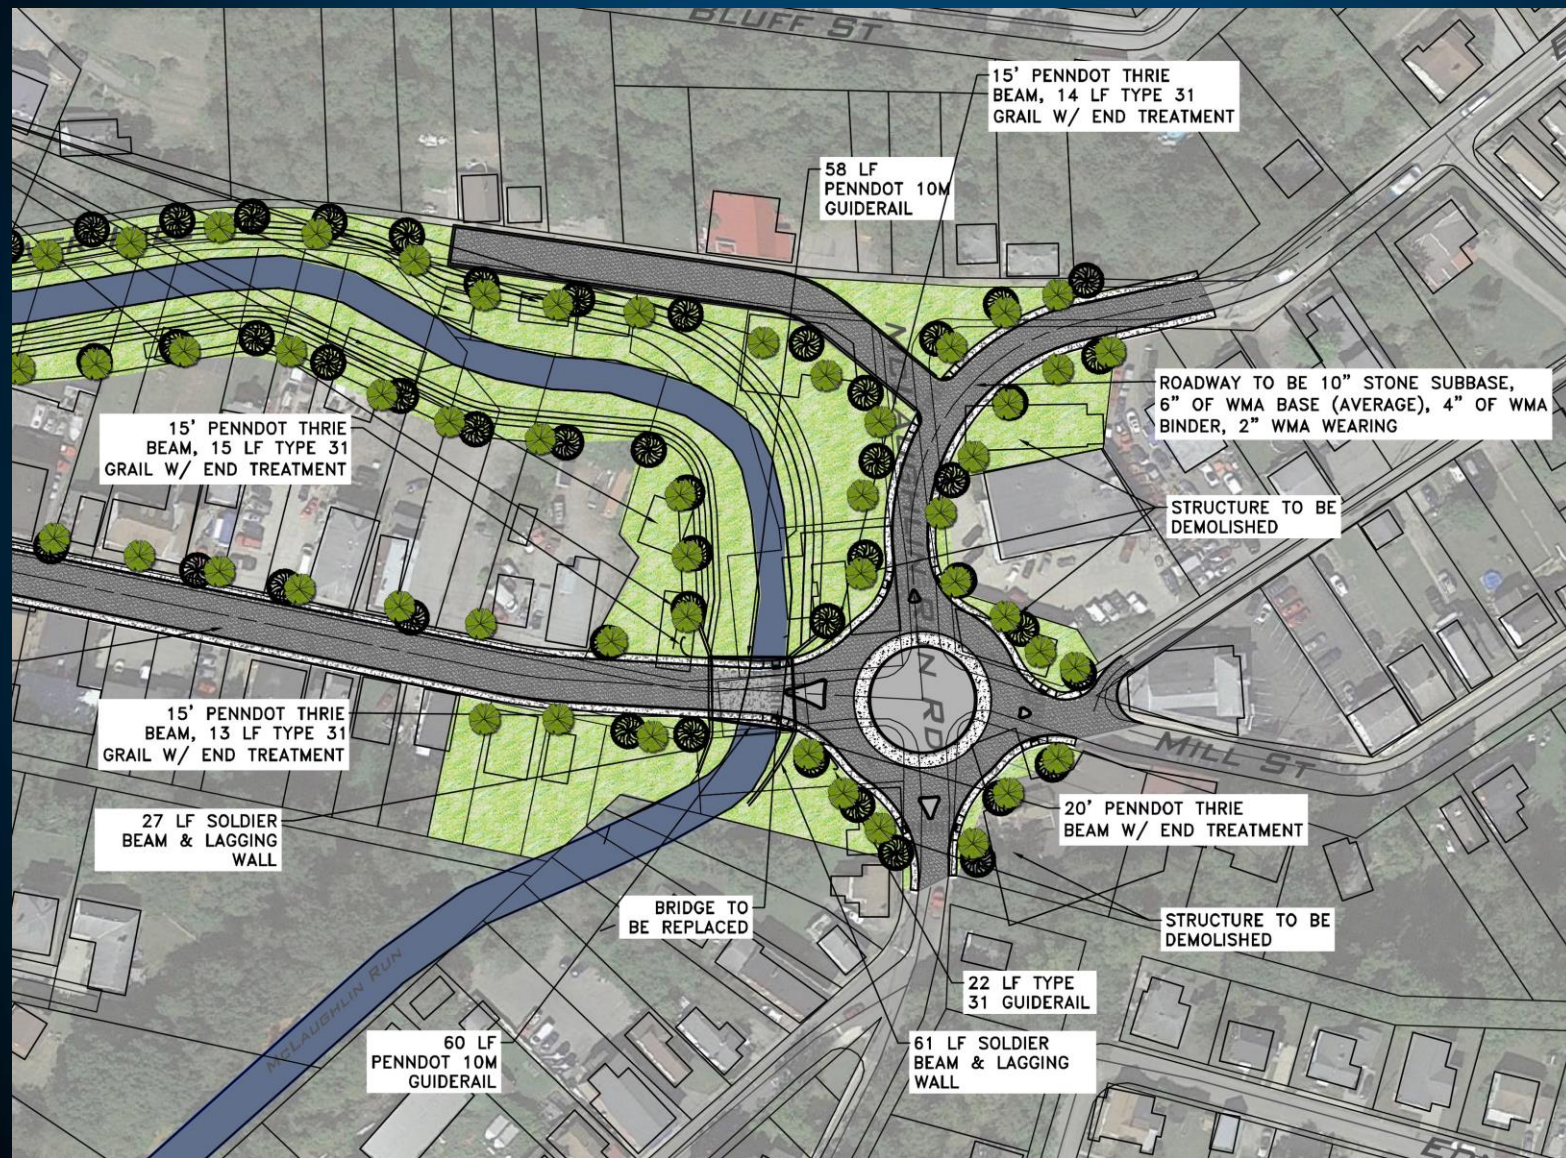 BLUFF ST
15' PENNDOT THRIE
BEAM, 14 LF TYPE 31
GRAIL W/ END TREATMENT
58 LF
PENNDOT 10M
GUIDERAIL
ROADWAY TO BE 10" STONE SUBBASE,
6" OF WMA BASE (AVERAGE), 4" OF WMA
BINDER, 2" WMA WEARING
15' PENNDOT THRIE
BEAM, 15 LF TYPE 31
GRAIL W/ END TREATMENT
STRUCTURE TO BE
DEMOLISHED
15' PENNDOT THRIE
BEAM, 13 LF TYPE 31
GRAIL W/ END TREATMENT
MILL ST
20' PENNDOT THRIE
BEAM W/ END TREATMENT
27 LF SOLDIER
BEAM & LAGGING
WALL
BRIDGE TO
BE REPLACED
STRUCTURE TO BE
DEMOLISHED
McLAUGHLIN RUN
22 LF TYPE
31 GUIDERAIL
60 LF
PENNDOT 10M
GUIDERAIL
61 LF SOLDIER
BEAM & LAGGING
WALL